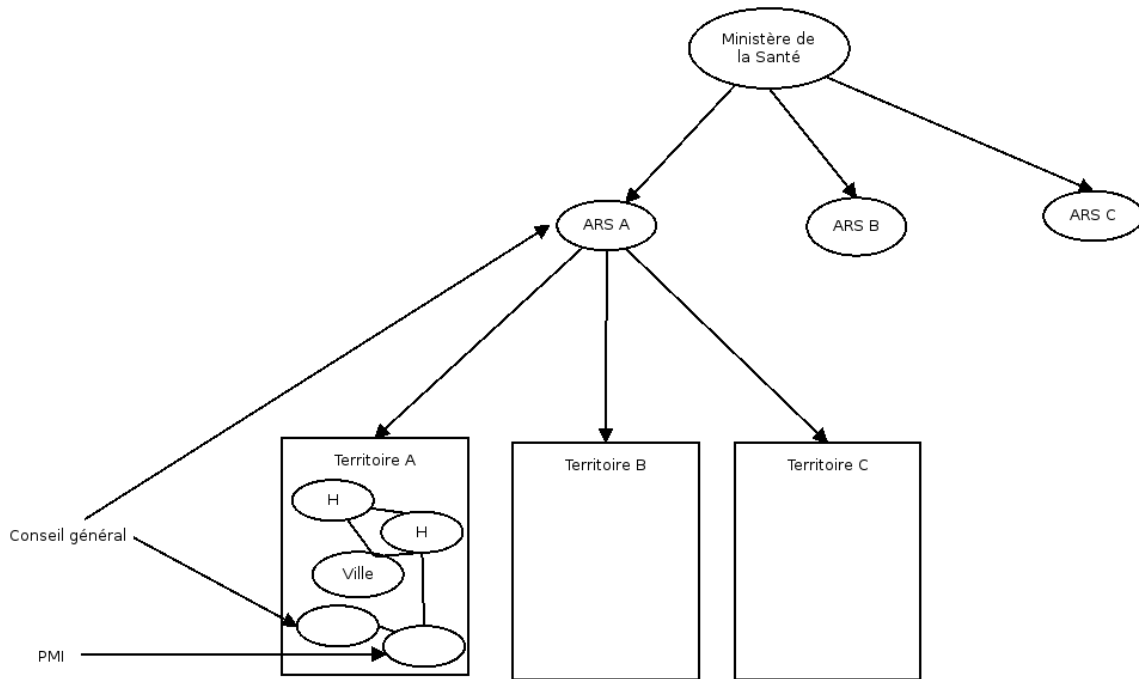 Ministère de
la Santé
ARS A
ARS B
ARS C
Territoire A
Territoire B
Territoire C
H
H
Conseil général
Ville
PMI